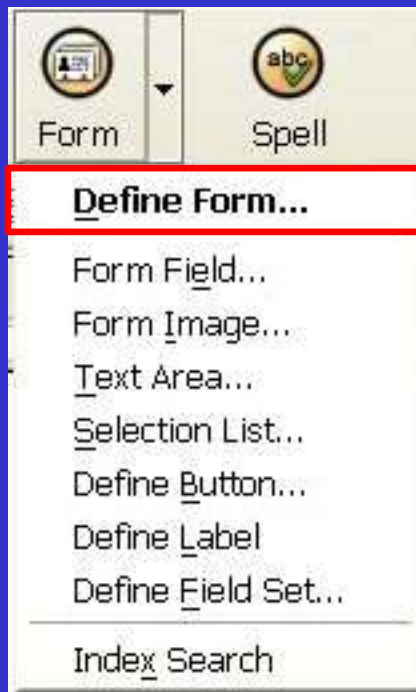 abc
Form Spell
Define Form...
Form Field...
Form Image...
Text Area...
Selection List...
Define Button...
Define Label
Define Field Set...
Index Search